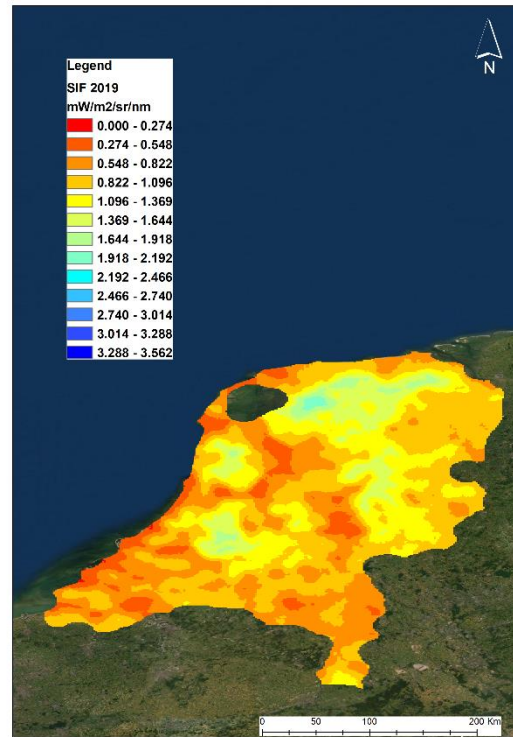 N
Legend
SIF 2019
mW/m2/sr/nm
0.000 - 0.274
0.274 - 0.548
0.548 - 0.822
0.822 - 1.096
1.096 - 1.369
1.369 - 1.644
1.644 - 1.918
1.918 - 2.192
2.192 - 2.466
2.466 - 2.740
2.740 - 3.014
3.014 - 3.288
3.288 - 3.562
0 50 100 200 Km